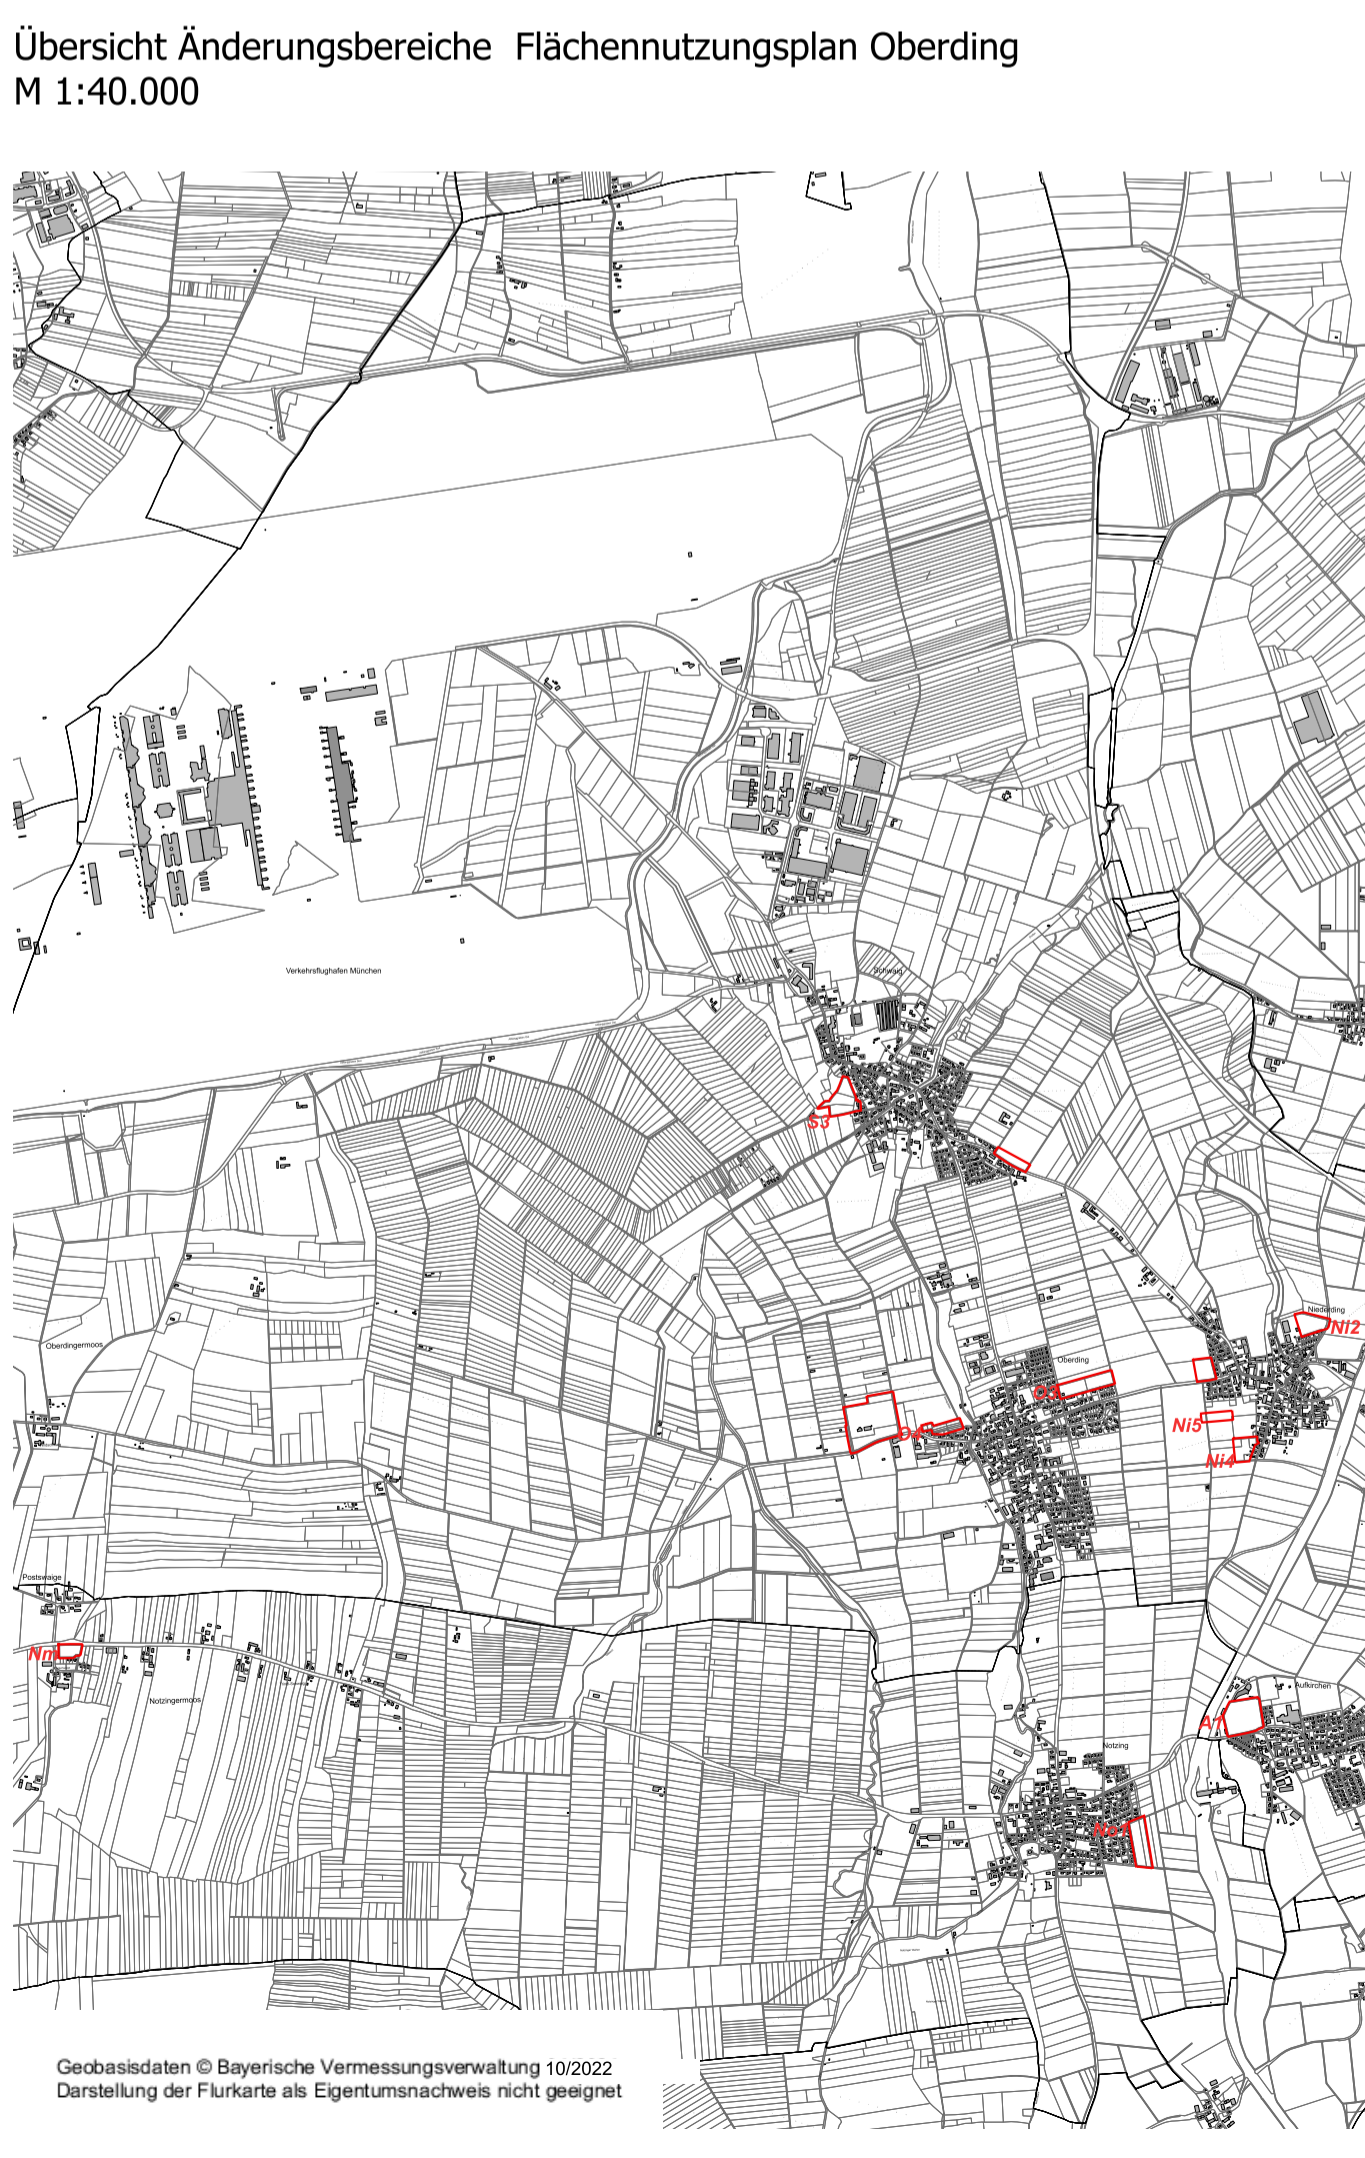 Übersicht Änderungsbereiche Flächennutzungsplan Oberding
M 1:40.000
Verkehrsflughafen München
Schwaig
S3
Niederding
Ni2
Oberdingermoos
Oberding
O3
O4
Ni5
Ni4
Postswaige
Nm
Notzingermoos
Aufkirchen
A1
Notzing
No1
Geobasisdaten © Bayerische Vermessungsverwaltung 10/2022
Darstellung der Flurkarte als Eigentumsnachweis nicht geeignet